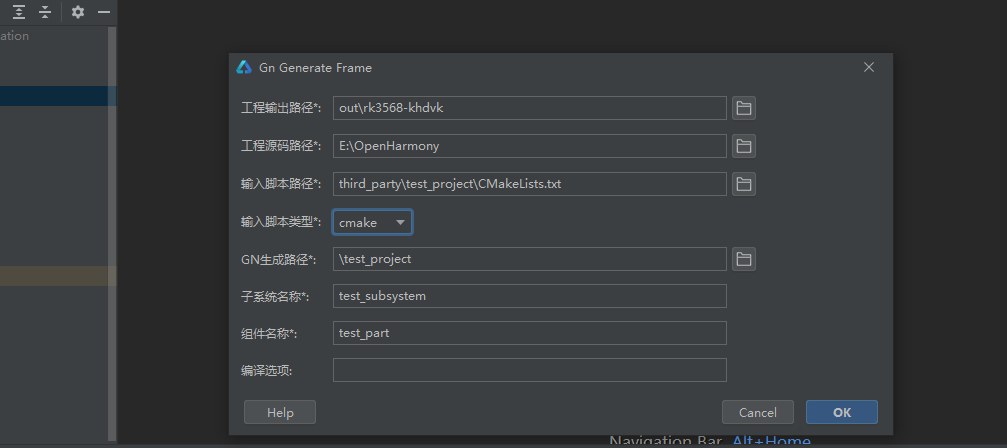 ation
Gn Generate Frame
工程输出路径*: out\rk3568-khdvk
工程源码路径*: E:\OpenHarmony
输入脚本路径*: third_party\test_project\CMakeLists.txt
输入脚本类型*: cmake
GN生成路径*: \test_project
子系统名称*: test_subsystem
组件名称*: test_part
编译选项:
Help Cancel OK
Navigation Bar Alt+Home